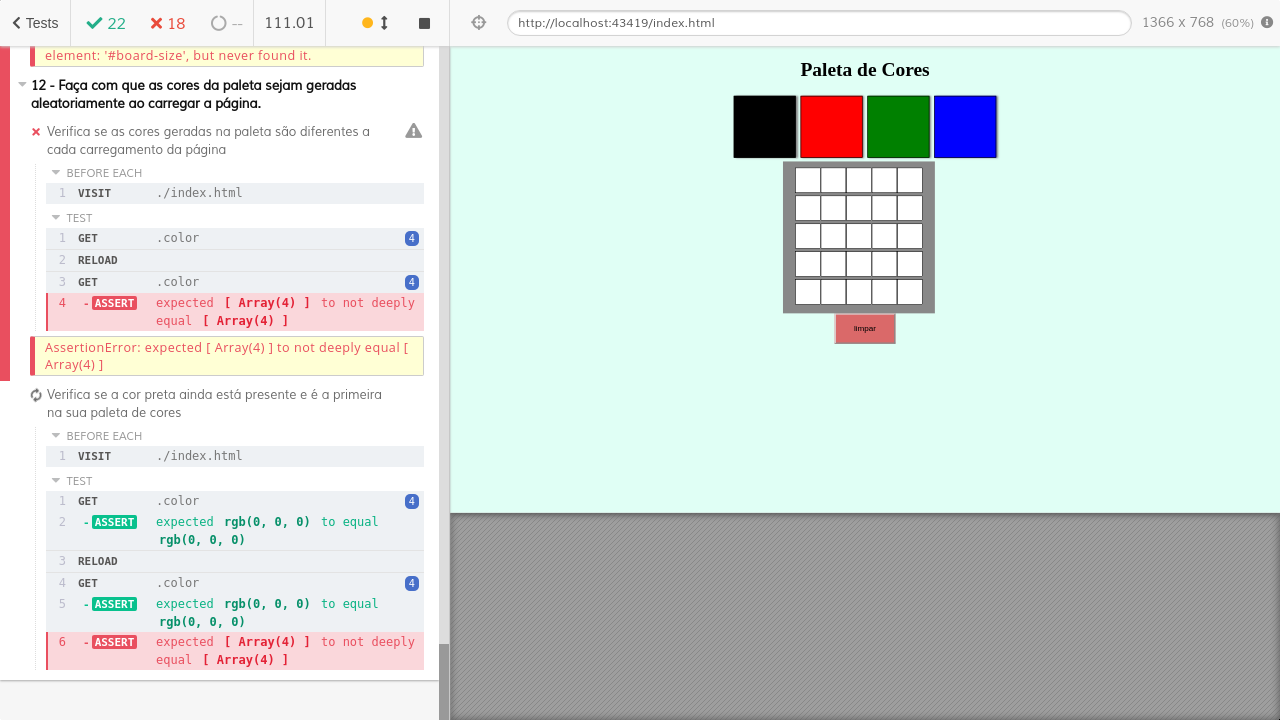 Tests
22
18
--
111.01
http://localhost:43419/index.html
1366 x 768 (60%)
element: '#board-size', but never found it.
12 - Faça com que as cores da paleta sejam geradas
aleatoriamente ao carregar a página.
Verifica se as cores geradas na paleta são diferentes a
cada carregamento da página
BEFORE EACH
1 VISIT ./index.html
TEST
1 GET .color 4
2 RELOAD
3 GET .color 4
4 -ASSERT expected [ Array(4) ] to not deeply
equal [ Array(4) ]
AssertionError: expected [ Array(4) ] to not deeply equal [
Array(4) ]
Verifica se a cor preta ainda está presente e é a primeira
na sua paleta de cores
BEFORE EACH
1 VISIT ./index.html
TEST
1 GET .color 4
2 -ASSERT expected rgb(0, 0, 0) to equal
rgb(0, 0, 0)
3 RELOAD
4 GET .color 4
5 -ASSERT expected rgb(0, 0, 0) to equal
rgb(0, 0, 0)
6 -ASSERT expected [ Array(4) ] to not deeply
equal [ Array(4) ]
Paleta de Cores
limpar